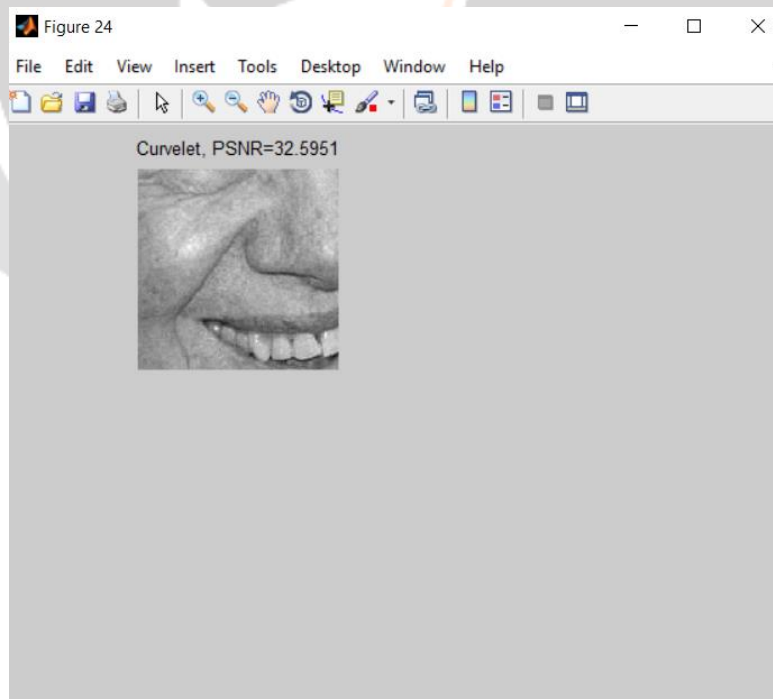 Figure 24
File Edit View Insert Tools Desktop Window Help
Curvelet, PSNR=32.5951